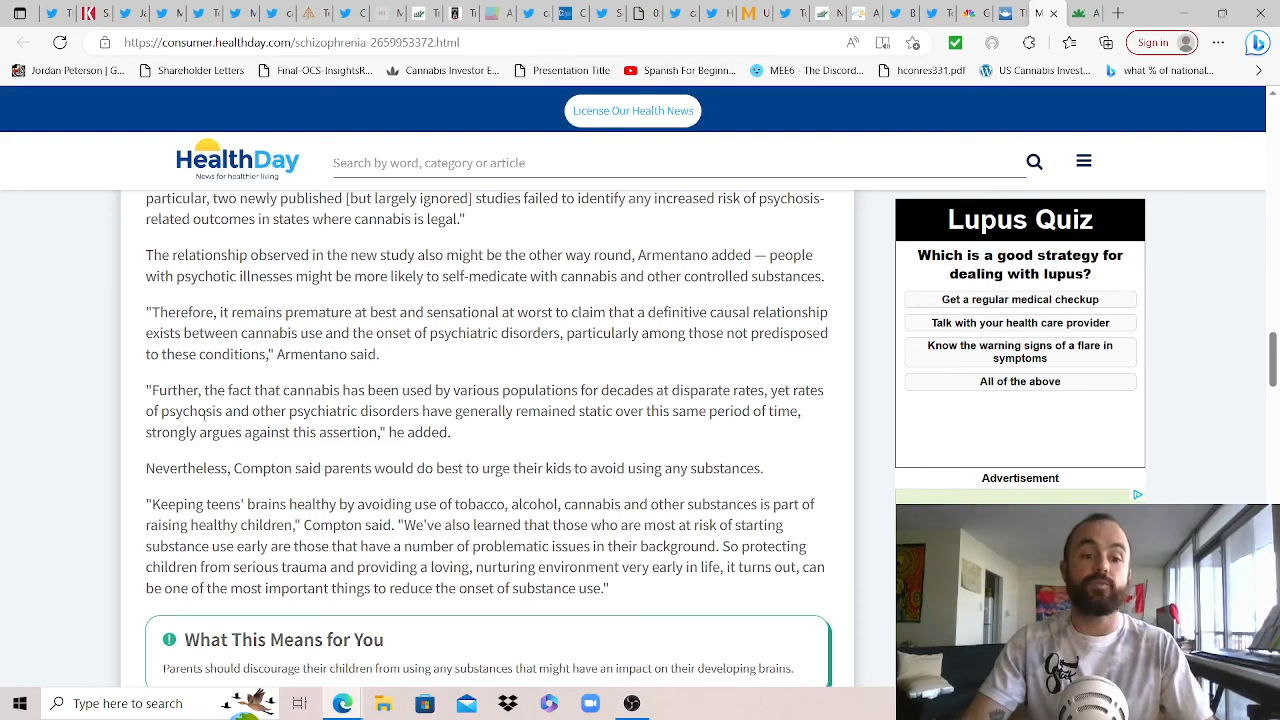 T
K
S
T
T
T
M
C
T
C
M
T
T
A
C
S
D
C
H
U
T
A
B
T
C
M
A
https://consumer.healthday.com/schizophrenia-2659953372.html
Sign in
Jordan Peterson | G...
Shareholder Letters
Final-OCS-InsightsR...
Cannabis Investor E...
Presentation Title
Spanish For Beginn...
MEE6 - The Discord...
hconres331.pdf
US Cannabis Invest...
what % of national...
License Our Health News
HealthDay
News for healthier living
Search by word, category or article
particular, two newly published [but largely ignored] studies failed to identify any increased risk of psychosis-
related outcomes in states where cannabis is legal."
The relationship observed in the new study also might be the other way round, Armentano added — people
with psychotic illnesses might be more likely to self-medicate with cannabis and other controlled substances.
"Therefore, it remains premature at best and sensational at worst to claim that a definitive causal relationship
exists between cannabis use and the onset of psychiatric disorders, particularly among those not predisposed
to these conditions," Armentano said.
"Further, the fact that cannabis has been used by various populations for decades at disparate rates, yet rates
of psychosis and other psychiatric disorders have generally remained static over this same period of time,
strongly argues against this assertion," he added.
Nevertheless, Compton said parents would do best to urge their kids to avoid using any substances.
"Keeping teens' brains healthy by avoiding use of tobacco, alcohol, cannabis and other substances is part of
raising healthy children," Compton said. "We've also learned that those who are most at risk of starting
substance use early are those that have a number of problematic issues in their background. So protecting
children from serious trauma and providing a loving, nurturing environment very early in life, it turns out, can
be one of the most important things to reduce the onset of substance use."
What This Means for You
Parents should discourage their children from using any substances that might have an impact on their developing brains.
Lupus Quiz
Which is a good strategy for
dealing with lupus?
Get a regular medical checkup
Talk with your health care provider
Know the warning signs of a flare in
symptoms
All of the above
Advertisement
Type here to search